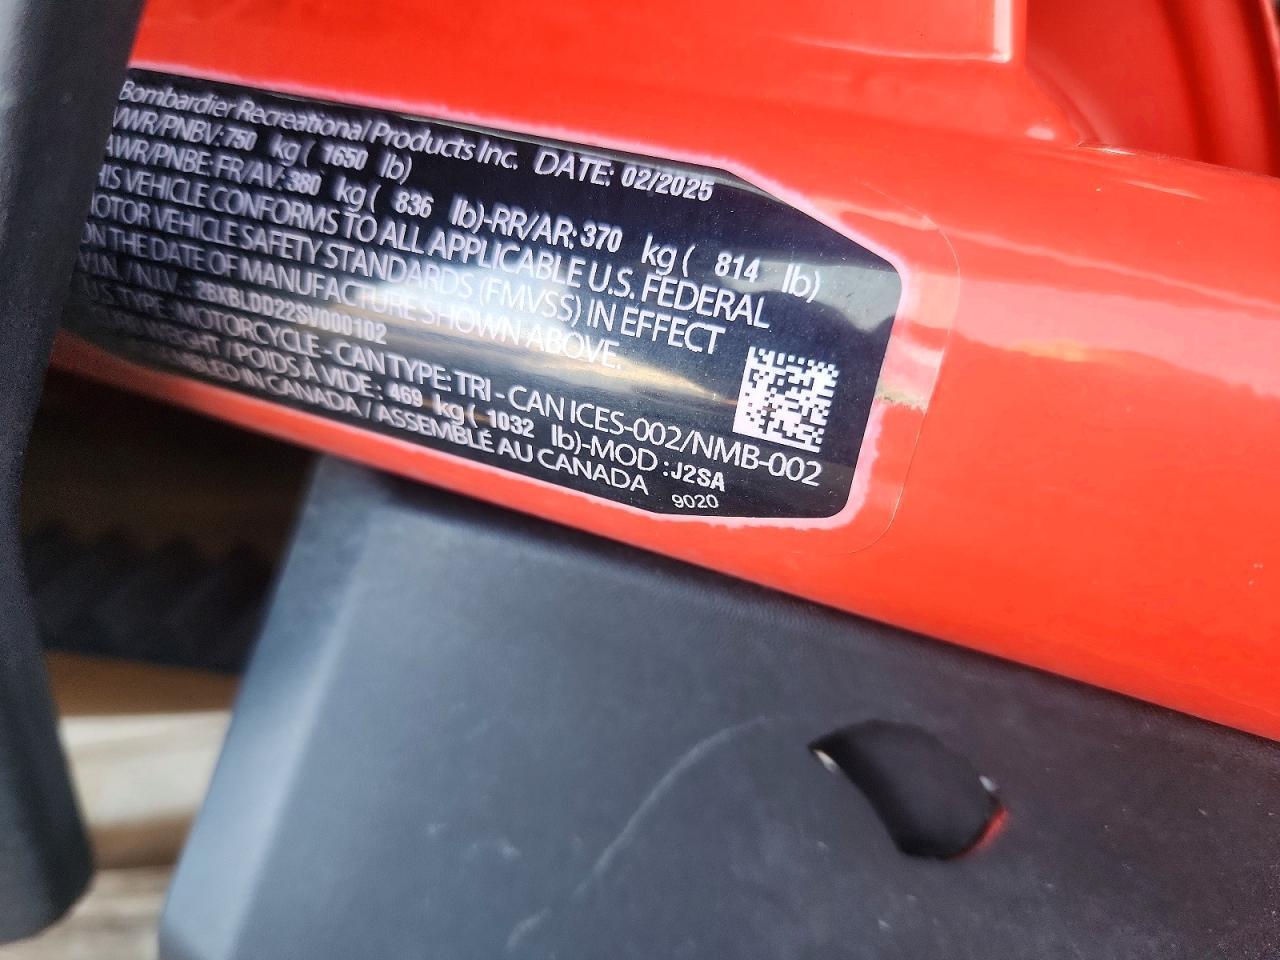 Bombardier Recreational Products Inc. DATE: 02/2025
VWR/PNBV: 750 kg ( 1650 lb)
AWR/PNBE: FR/AV: 380 kg ( 836 lb)-RR/AR: 370 kg ( 814 lb)
HIS VEHICLE CONFORMS TO ALL APPLICABLE U.S. FEDERAL
OTOR VEHICLE SAFETY STANDARDS (FMVSS) IN EFFECT
ON THE DATE OF MANUFACTURE SHOWN ABOVE.
V.I.N. / N.I.V. : 2BXBLDD22SV000102
U.S TYPE: MOTORCYCLE - CAN TYPE: TRI - CAN ICES-002/NMB-002
WEIGHT / POIDS À VIDE : 469 kg ( 1032 lb)-MOD : J2SA
IN CANADA / ASSEMBLÉ AU CANADA 9020